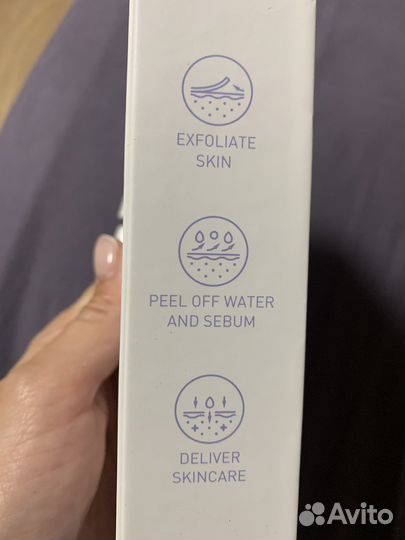 EXFOLIATE
SKIN
PEEL OFF WATER
AND SEBUM
DELIVER
SKINCARE
Avito